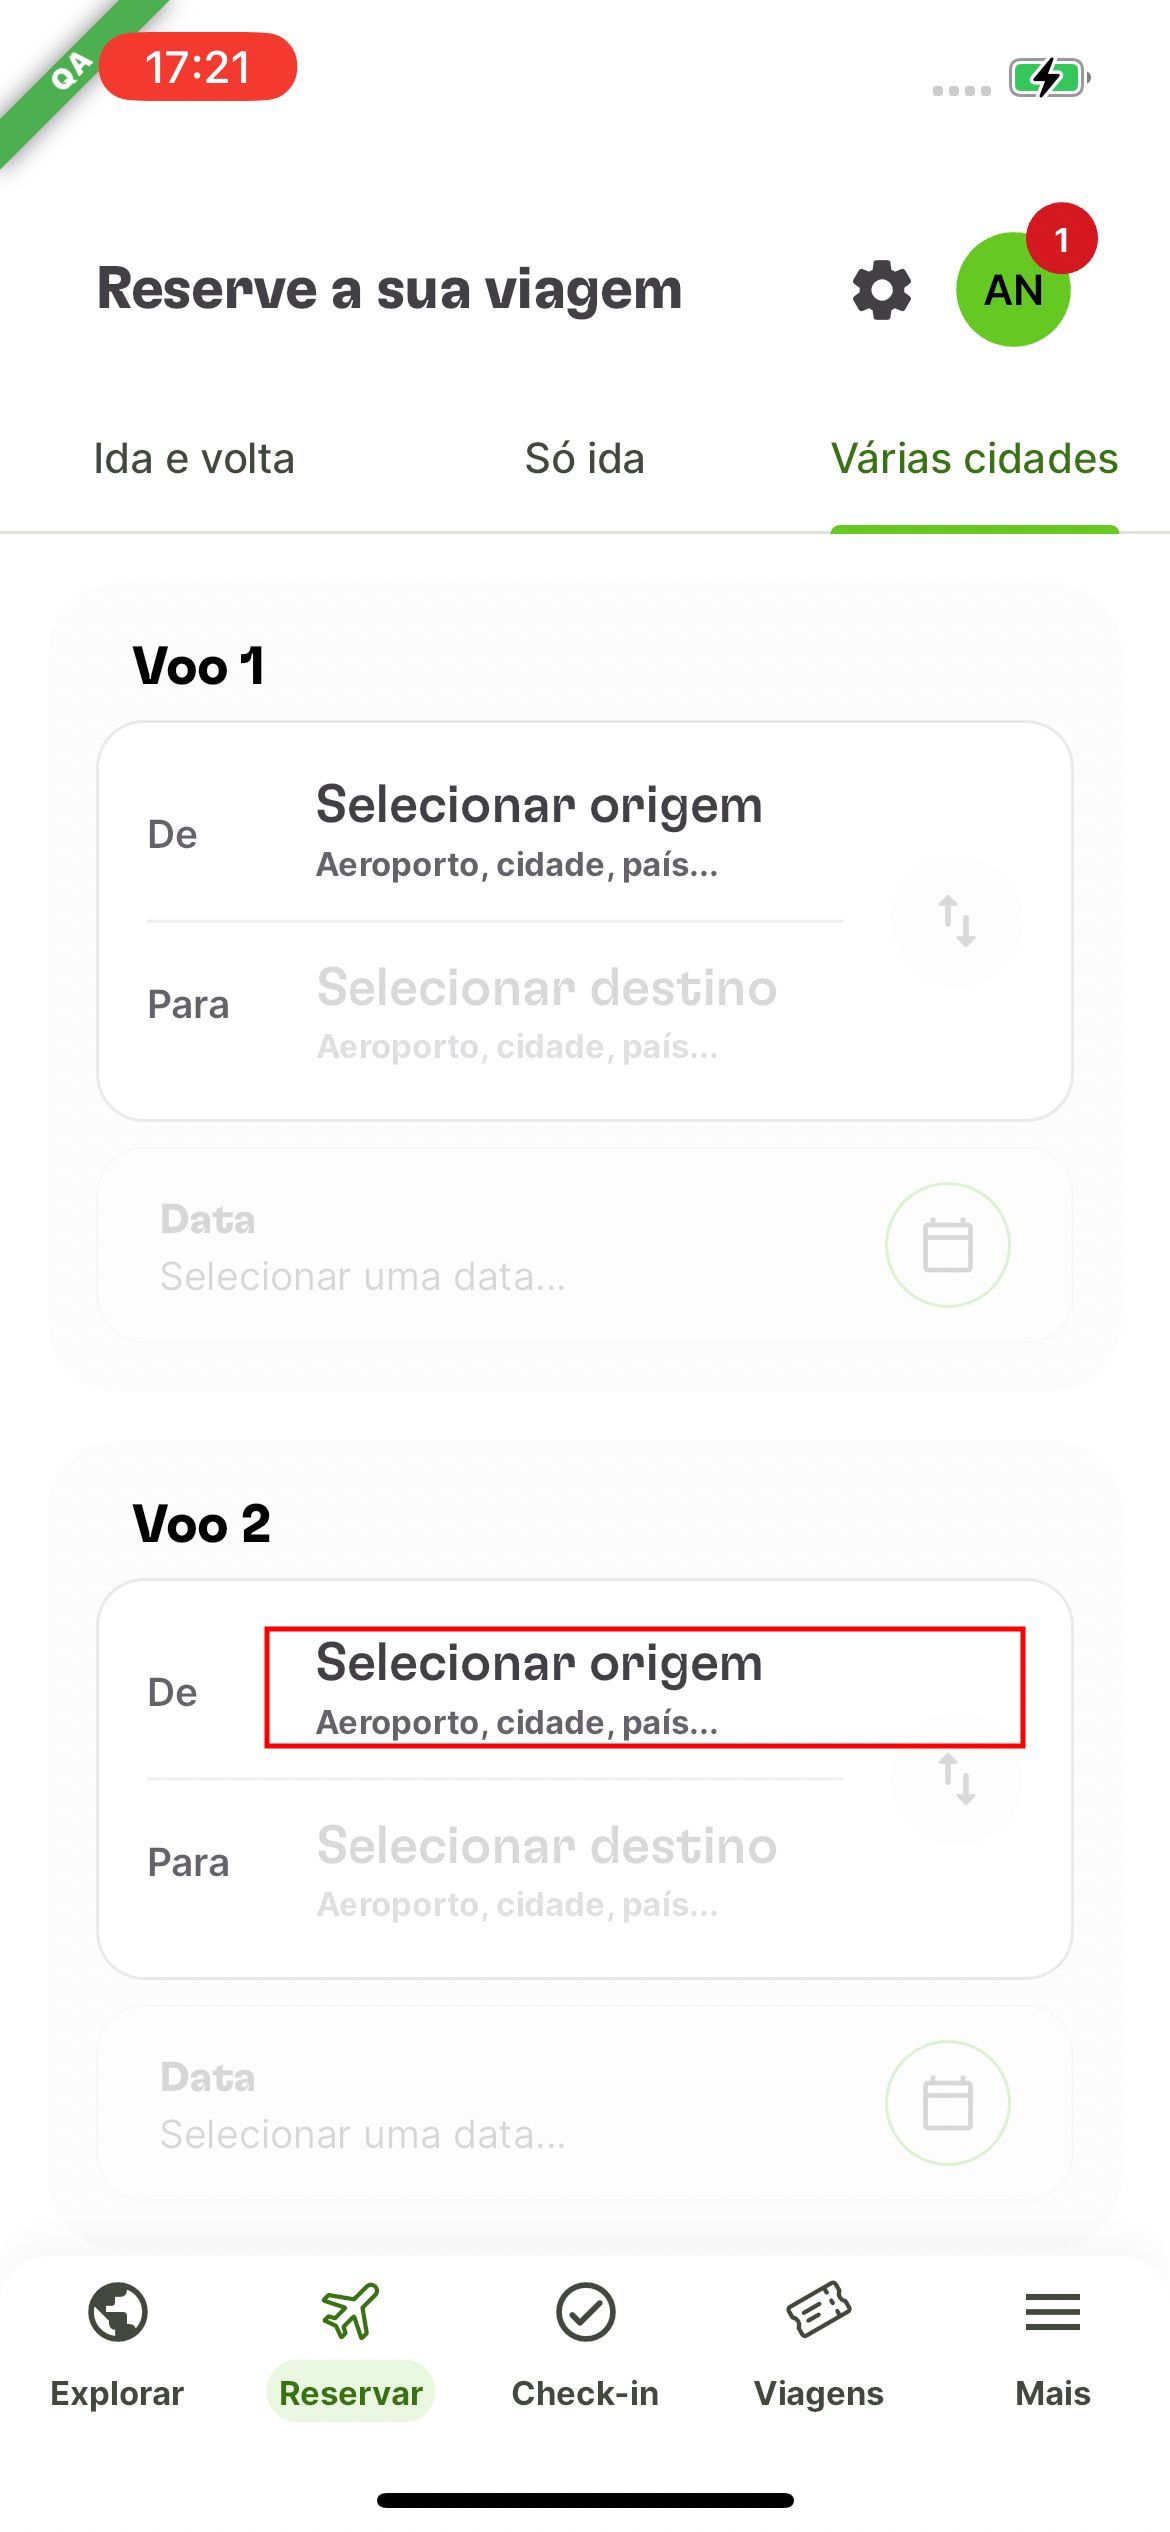 QA
17:21
Reserve a sua viagem
AN
1
Ida e volta
Só ida
Várias cidades
Voo 1
De
Selecionar origem
Aeroporto, cidade, país...
Para
Selecionar destino
Aeroporto, cidade, país...
Data
Selecionar uma data...
Voo 2
De
Selecionar origem
Aeroporto, cidade, país...
Para
Selecionar destino
Aeroporto, cidade, país...
Data
Selecionar uma data...
Explorar
Reservar
Check-in
Viagens
Mais